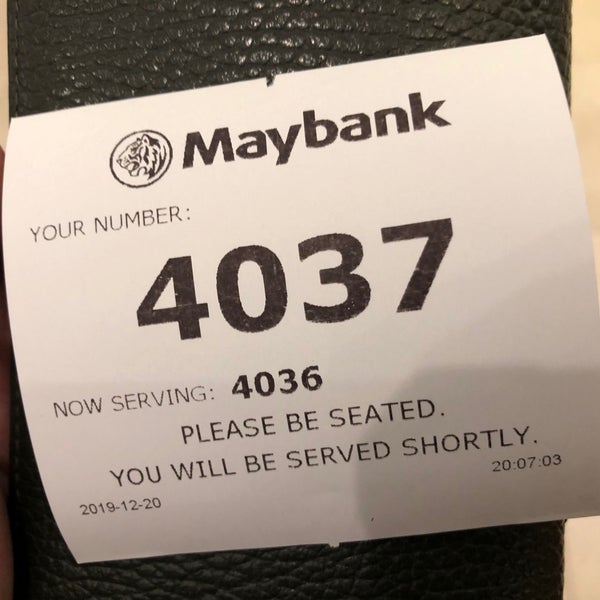 Maybank
YOUR NUMBER:
4037
NOW SERVING: 4036
PLEASE BE SEATED.
YOU WILL BE SERVED SHORTLY.
2019-12-20 20:07:03